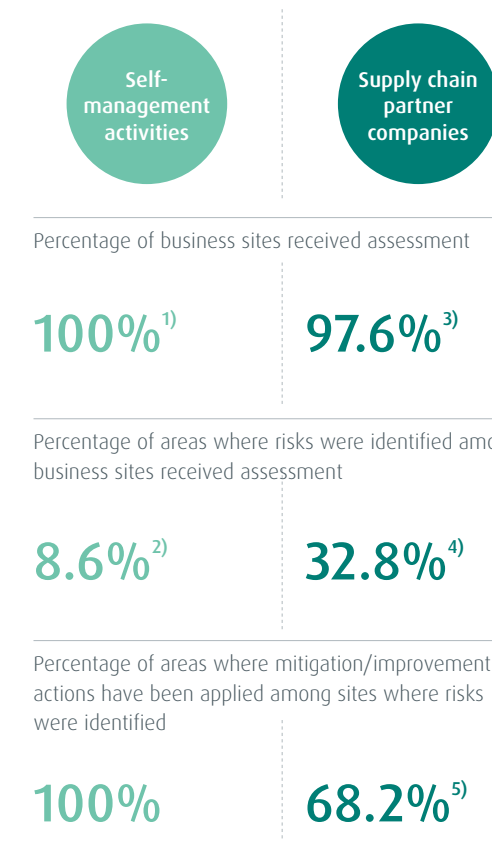 Self-
management
activities
Supply chain
partner
companies
Percentage of business sites received assessment
100%1)
97.6%3)
Percentage of areas where risks were identified
business sites received assessment
8.6%2)
32.8%4)
Percentage of areas where mitigation/improvement
actions have been applied among sites where risks
were identified
100%
68.2%5)